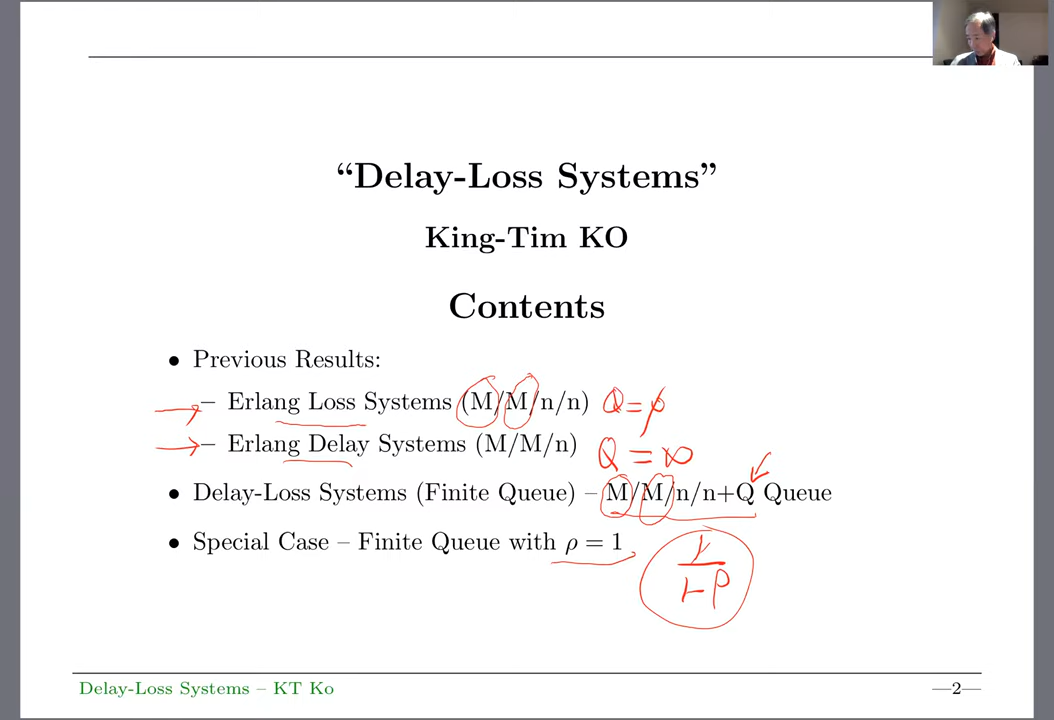 “Delay-Loss Systems”
King-Tim KO
Contents
• Previous Results:
– Erlang Loss Systems (M/M/n/n) Q=0
– Erlang Delay Systems (M/M/n) Q = ∞
• Delay-Loss Systems (Finite Queue) – M/M/n/n+Q Queue
• Special Case – Finite Queue with ρ = 1
1
1-ρ
Delay-Loss Systems – KT Ko
—2—